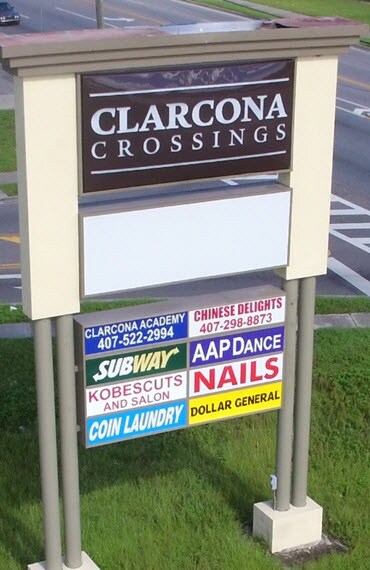 CLARCONA
CROSSINGS
CLARCONA ACADEMY
407-522-2994
CHINESE DELIGHTS
407-298-8873
SUBWAY
AAP DANCE
KOBESCUTS
AND SALON
NAILS
COIN LAUNDRY
DOLLAR GENERAL